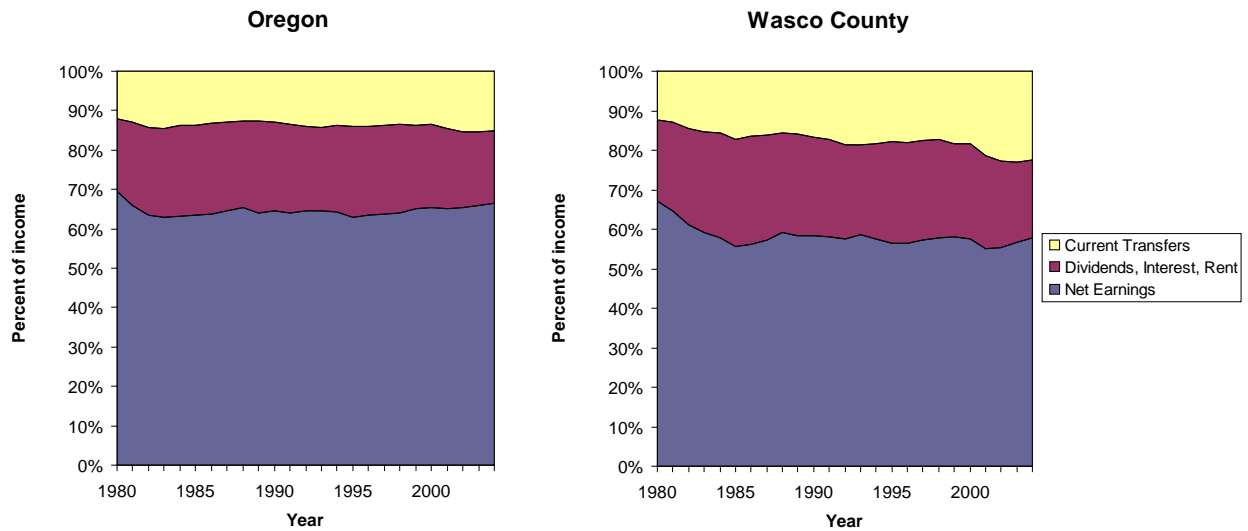 Oregon
Percent of income
100%
90%
80%
70%
60%
50%
40%
30%
20%
10%
0%
1980 1985 1990 1995 2000
Year
Wasco County
Percent of income
100%
90%
80%
70%
60%
50%
40%
30%
20%
10%
0%
1980 1985 1990 1995 2000
Year
Current Transfers
Dividends, Interest, Rent
Net Earnings